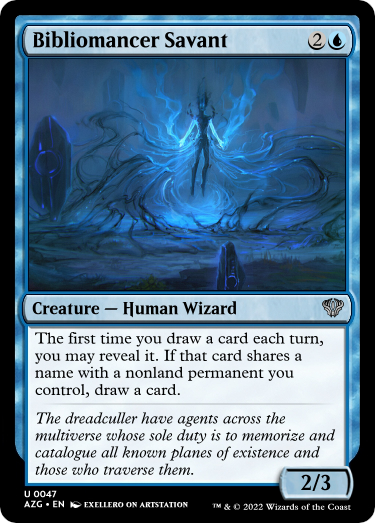 Bibliomancer Savant 2
Creature — Human Wizard
The first time you draw a card each turn,
you may reveal it. If that card shares a
name with a nonland permanent you
control, draw a card.
The dreadculler have agents across the
multiverse whose sole duty is to memorize and
catalogue all known planes of existence and
those who traverse them.
2/3
U 0047
AZG • EN EXELLERO ON ARTSTATION
™ & © 2022 Wizards of the Coast